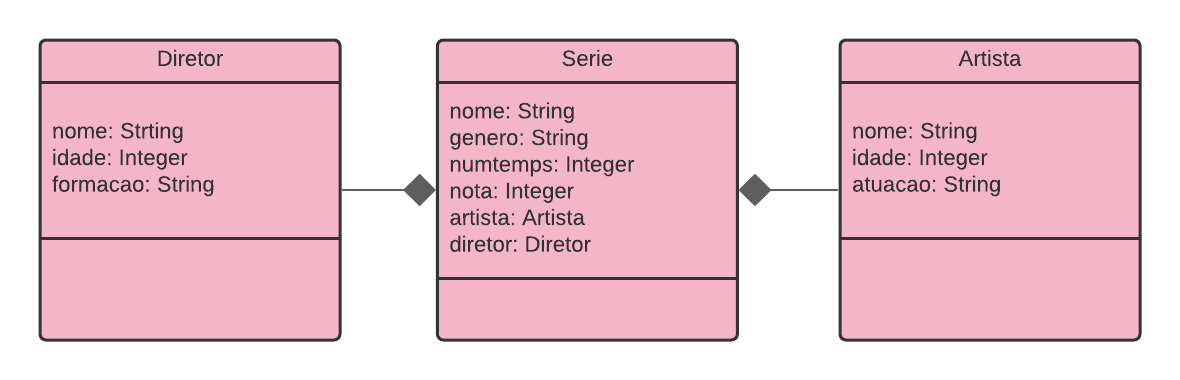 Diretor
nome: Strting
idade: Integer
formacao: String
Serie
nome: String
genero: String
numtemps: Integer
nota: Integer
artista: Artista
diretor: Diretor
Artista
nome: String
idade: Integer
atuacao: String